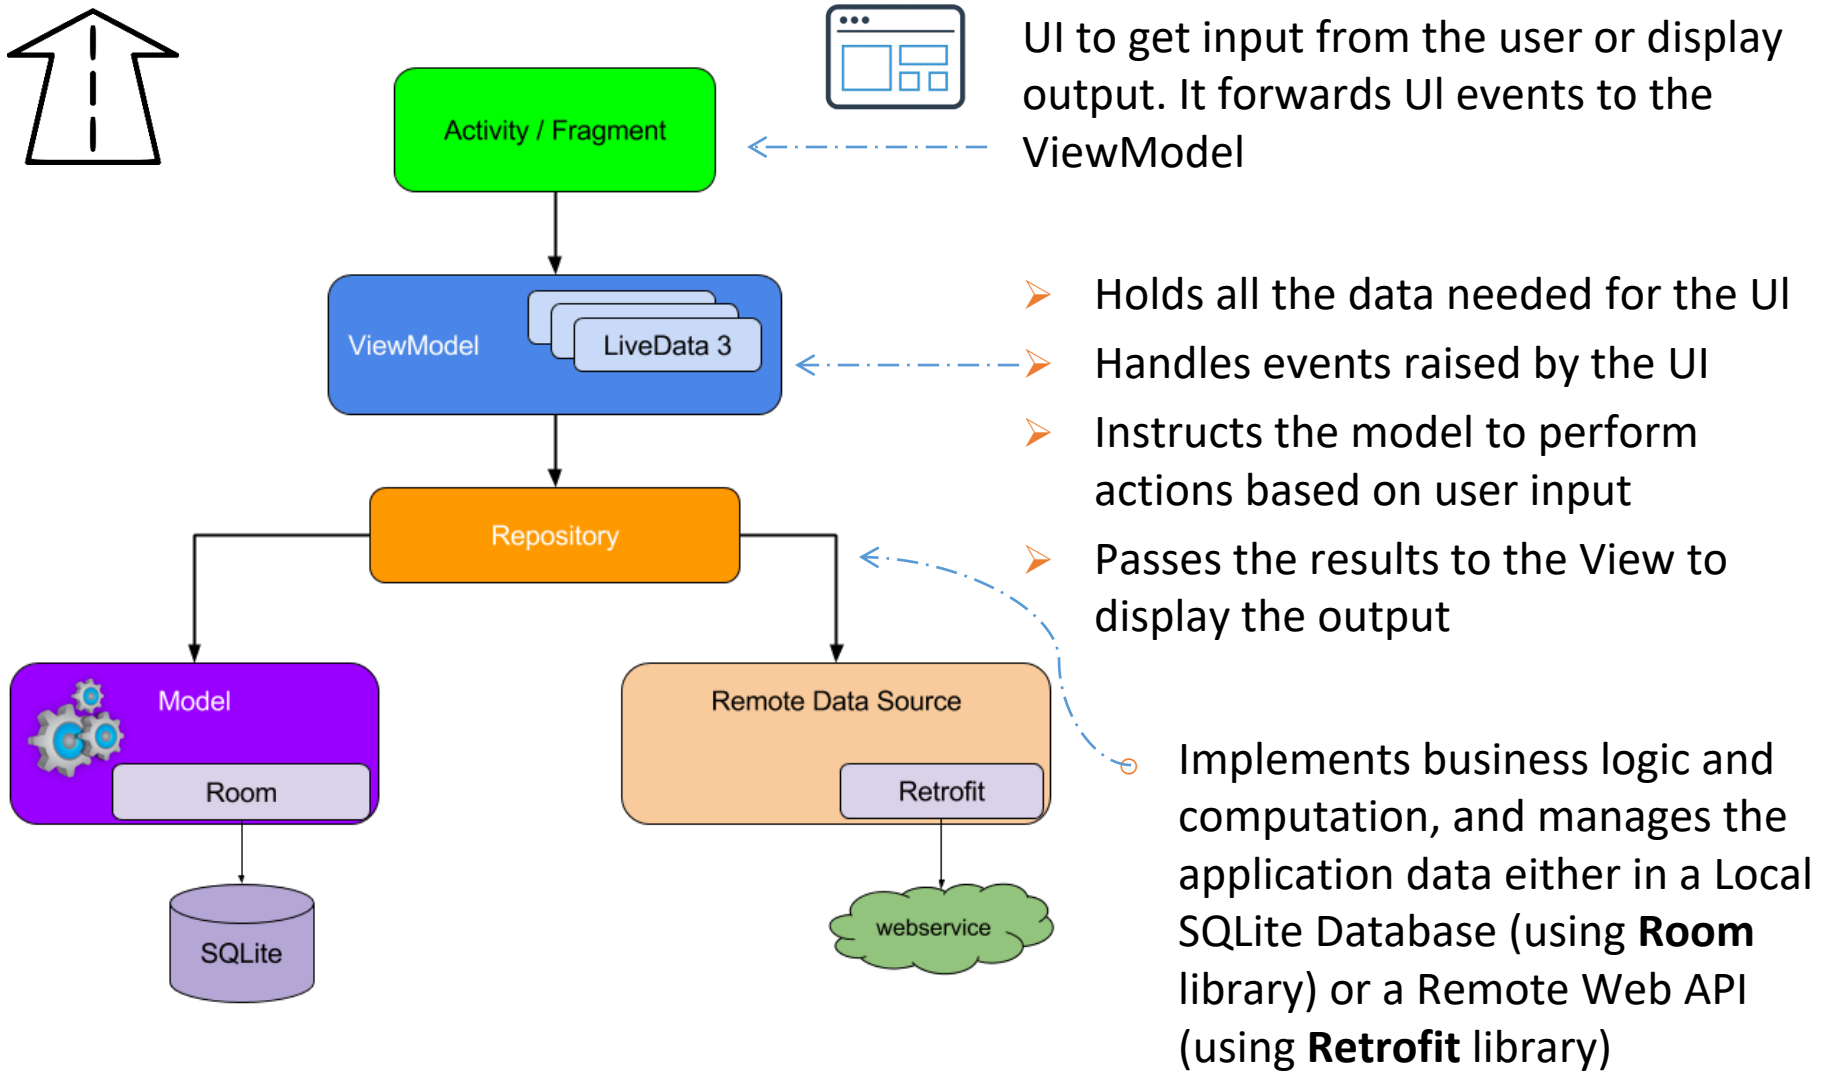 UI to get input from the user or display
output. It forwards Ul events to the
ViewModel
Activity / Fragment
ViewModel
LiveData 3
Holds all the data needed for the Ul
Handles events raised by the UI
Instructs the model to perform
actions based on user input
Passes the results to the View to
display the output
Repository
Model
Room
SQLite
Remote Data Source
Retrofit
webservice
Implements business logic and
computation, and manages the
application data either in a Local
SQLite Database (using Room
library) or a Remote Web API
(using Retrofit library)